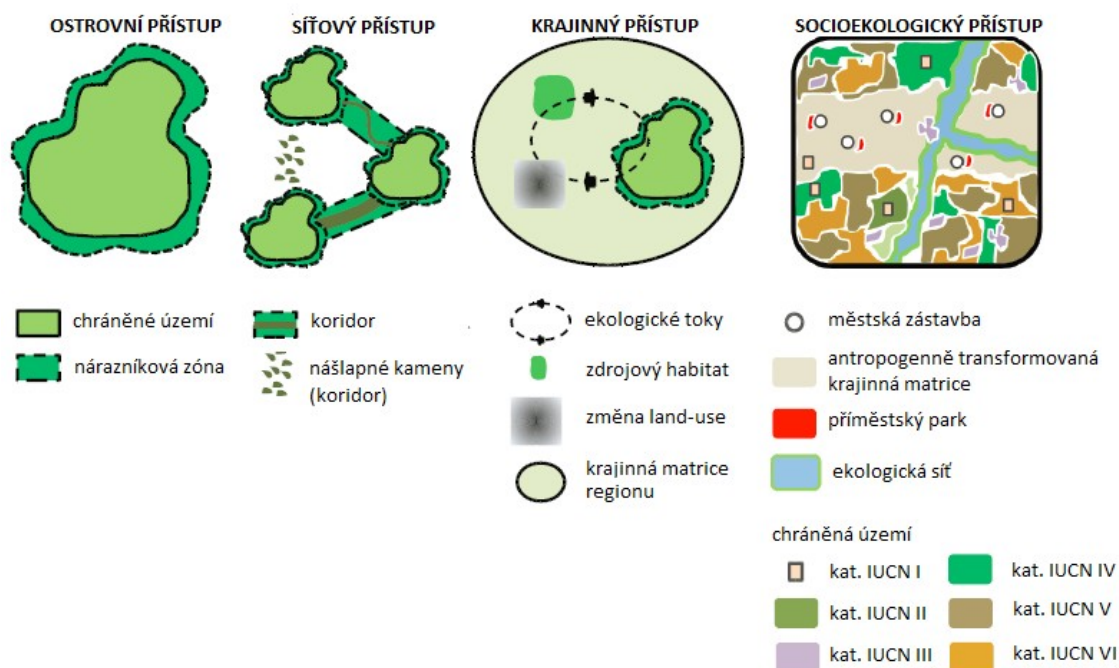 OSTROVNÍ PŘÍSTUP
SÍŤOVÝ PŘÍSTUP
KRAJINNÝ PŘÍSTUP
SOCIOEKOLOGICKÝ PŘÍSTUP
chráněné území
nárazníková zóna
koridor
nášlapné kameny
(koridor)
ekologické toky
zdrojový habitat
změna land-use
krajinná matrice
regionu
městská zástavba
antropogenně transformovaná
krajinná matrice
příměstský park
ekologická síť
chráněná území
kat. IUCN I
kat. IUCN II
kat. IUCN III
kat. IUCN IV
kat. IUCN V
kat. IUCN VI